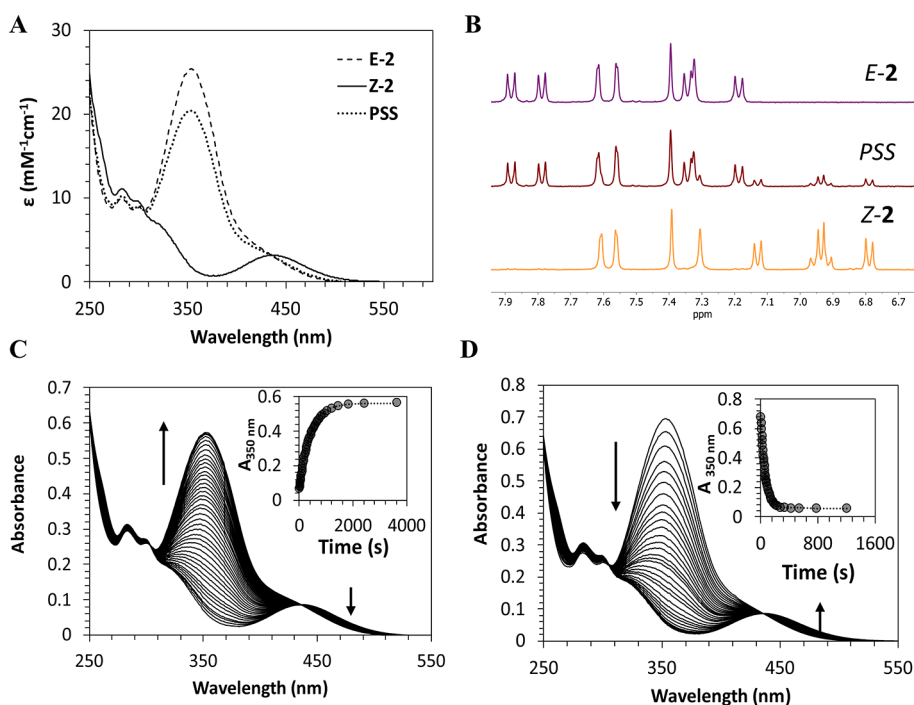 A
30
20
10
0
ε (mM⁻¹cm⁻¹)
E-2
Z-2
PSS
250
350
450
550
Wavelength (nm)
B
E-2
PSS
Z-2
7.9 7.8 7.7 7.6 7.5 7.4 7.3 7.2 7.1 7.0 6.9 6.8 6.7
ppm
C
0.7
0.6
0.5
0.4
0.3
0.2
0.1
0
Absorbance
250 350 450 550
Wavelength (nm)
0.6
0.4
0.2
0
A350 nm
0 2000 4000
Time (s)
D
0.8
0.7
0.6
0.5
0.4
0.3
0.2
0.1
0
Absorbance
250 350 450 550
Wavelength (nm)
0.8
0.6
0.4
0.2
0
A 350 nm
0 800 1600
Time (s)